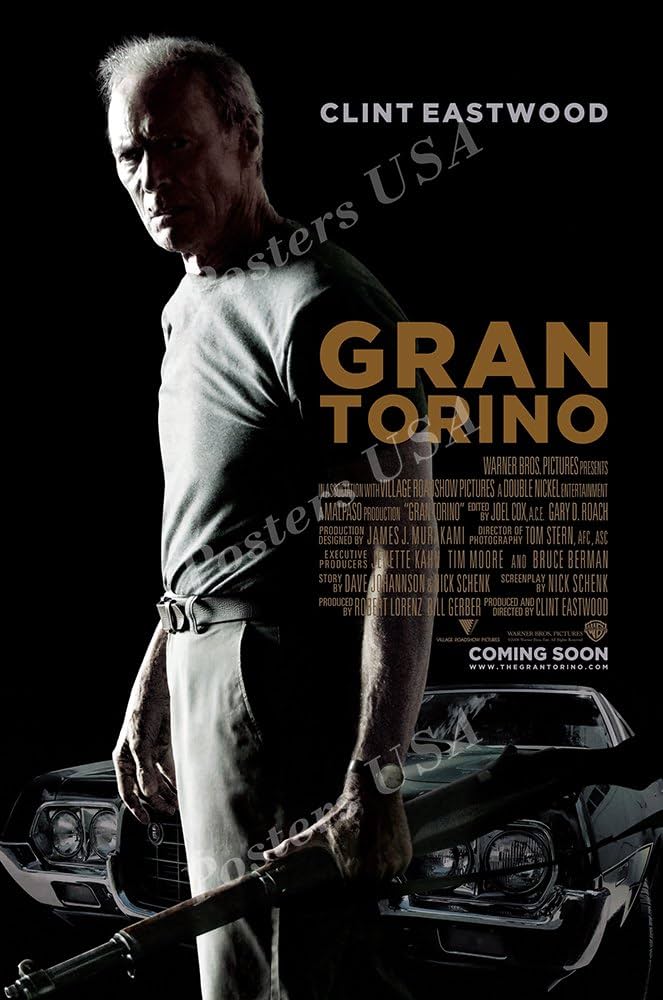 CLINT EASTWOOD
GRAN
TORINO
WARNER BROS. PICTURES PRESENTS
IN ASSOCIATION WITH VILLAGE ROADSHOW PICTURES A DOUBLE NICKEL ENTERTAINMENT
A MALPASO PRODUCTION "GRAN TORINO" EDITED BY JOEL COX, A.C.E. GARY D. ROACH
PRODUCTION DESIGNED BY JAMES J. MURAKAMI DIRECTOR OF PHOTOGRAPHY TOM STERN, AFC, ASC
EXECUTIVE PRODUCERS JENETTE KAHN TIM MOORE AND BRUCE BERMAN
STORY BY DAVE JOHANNSON & NICK SCHENK SCREENPLAY BY NICK SCHENK
PRODUCED BY ROBERT LORENZ BILL GERBER PRODUCED AND DIRECTED BY CLINT EASTWOOD
VILLAGE ROADSHOW PICTURES WARNER BROS. PICTURES WB
COMING SOON
WWW.THEGRANTORINO.COM
Posters USA
Posters USA
Posters USA